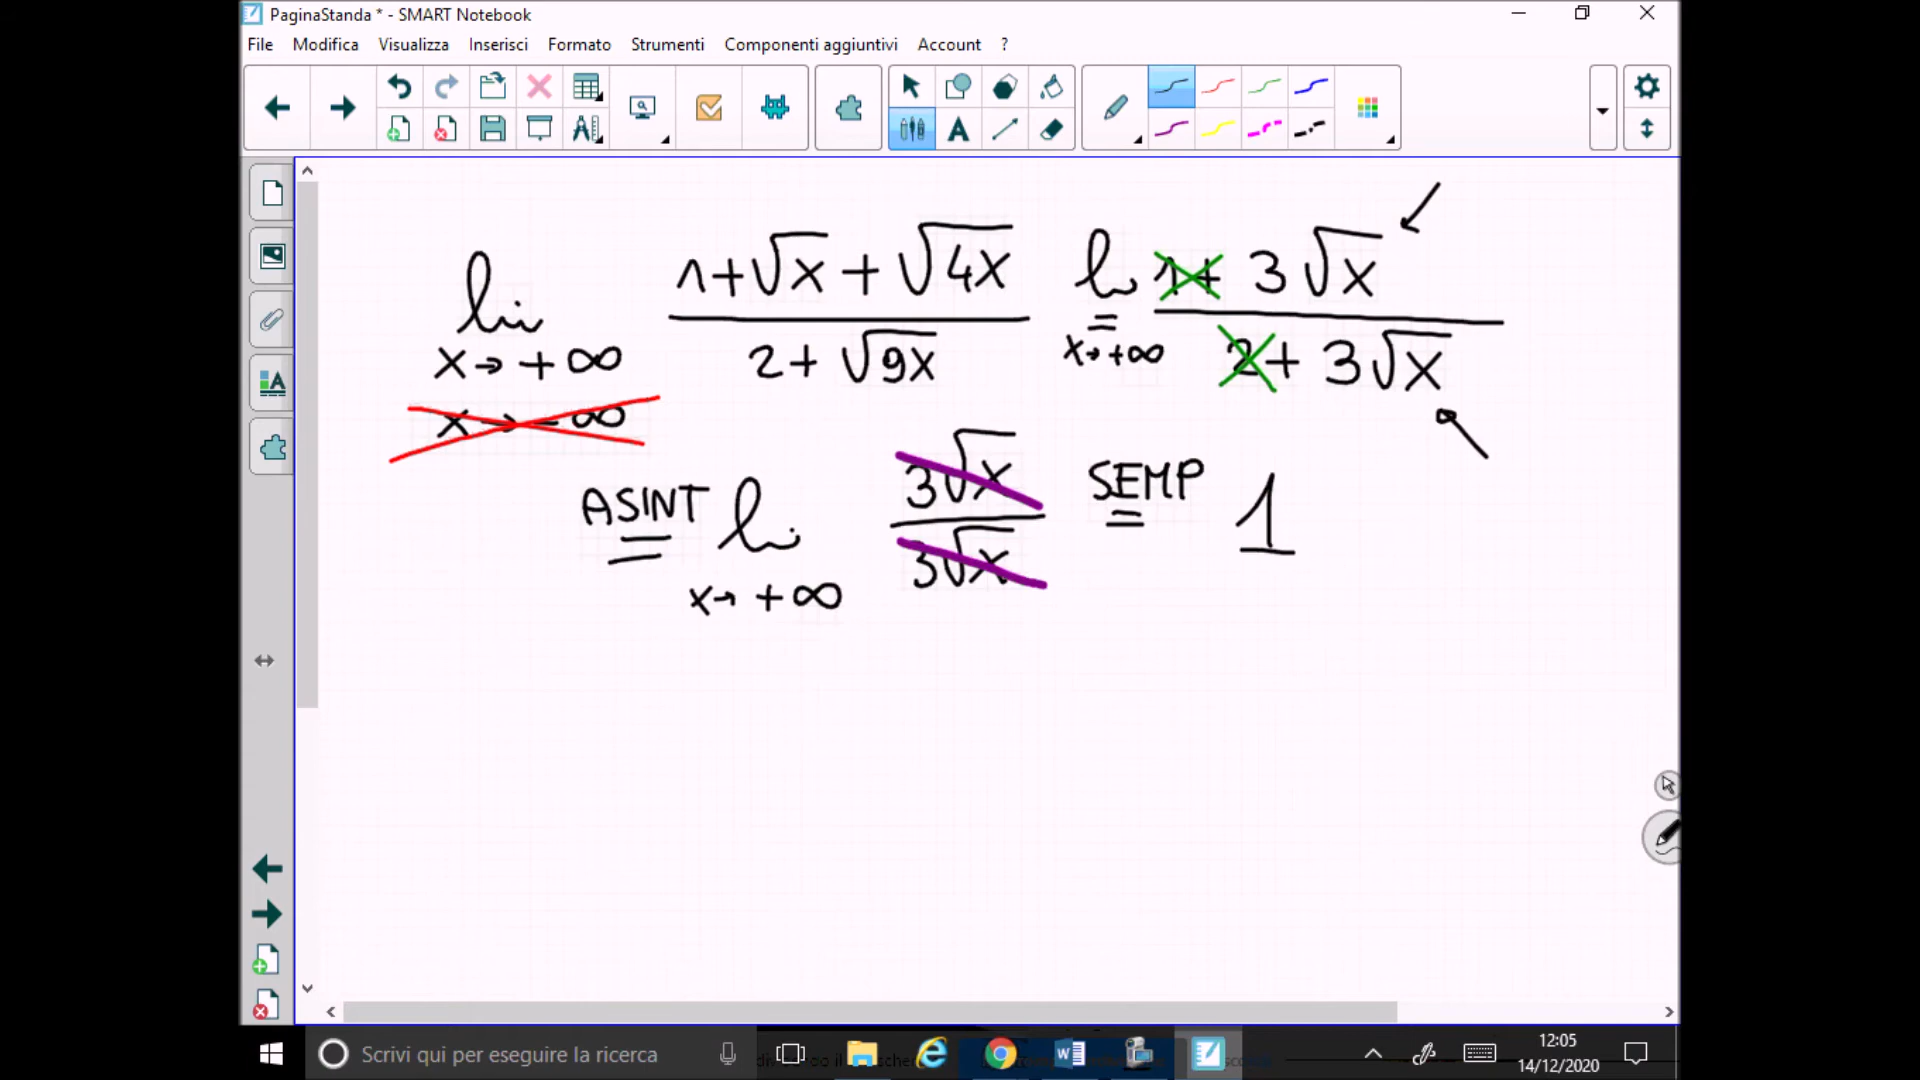 PaginaStanda * - SMART Notebook
File Modifica Visualizza Inserisci Formato Strumenti Componenti aggiuntivi Account ?
lim x→+∞ (1+√x+√4x)/(2+√9x) = lim x→+∞ (1+3√x)/(2+3√x)
x→-∞
ASINT = lim x→+∞ 3√x/3√x SEMP = 1
Scrivi qui per eseguire la ricerca
12:05
14/12/2020